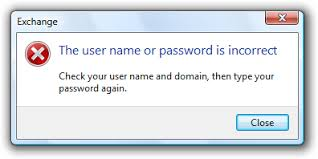 Exchange
The user name or password is incorrect
Check your user name and domain, then type your
password again.
Close